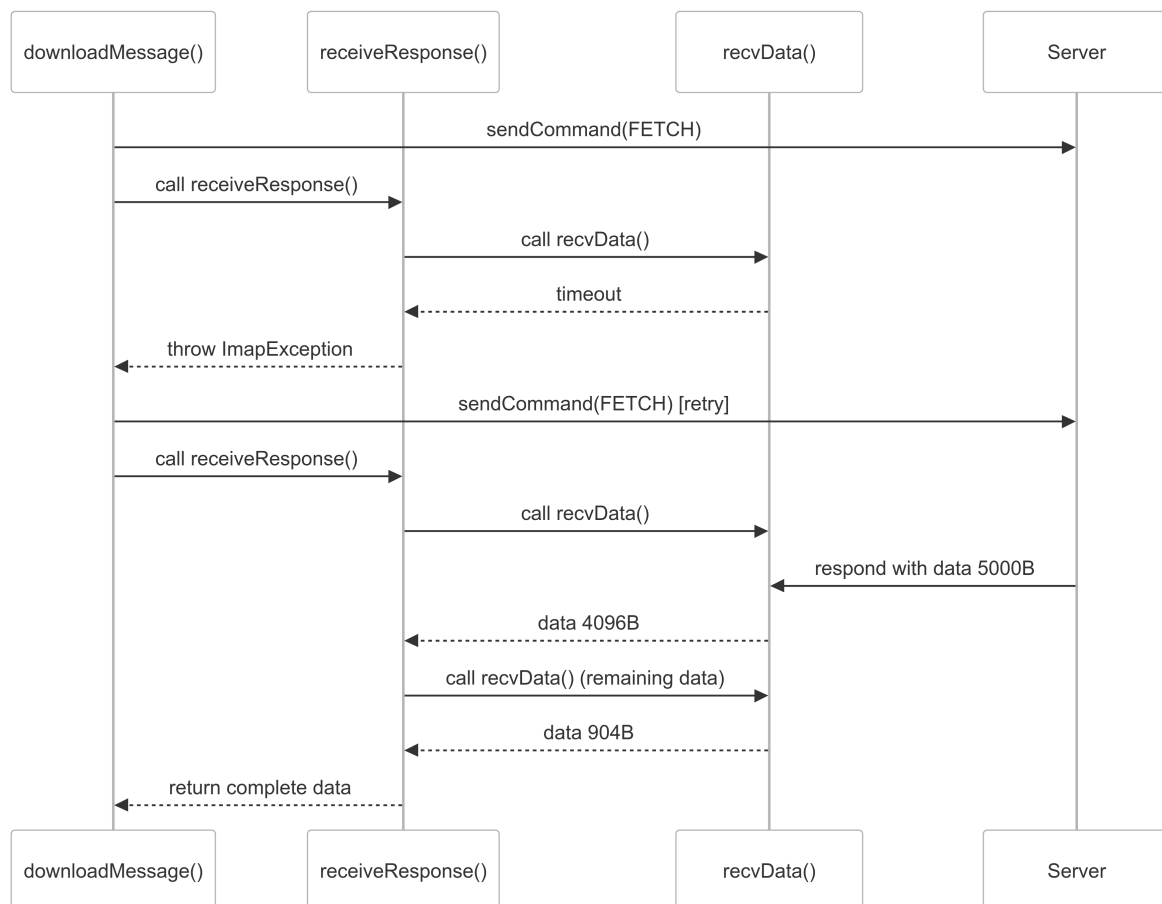 downloadMessage()
receiveResponse()
recvData()
Server
sendCommand(FETCH)
call receiveResponse()
call recvData()
timeout
throw ImapException
sendCommand(FETCH) [retry]
call receiveResponse()
call recvData()
respond with data 5000B
data 4096B
call recvData() (remaining data)
data 904B
return complete data
downloadMessage()
receiveResponse()
recvData()
Server